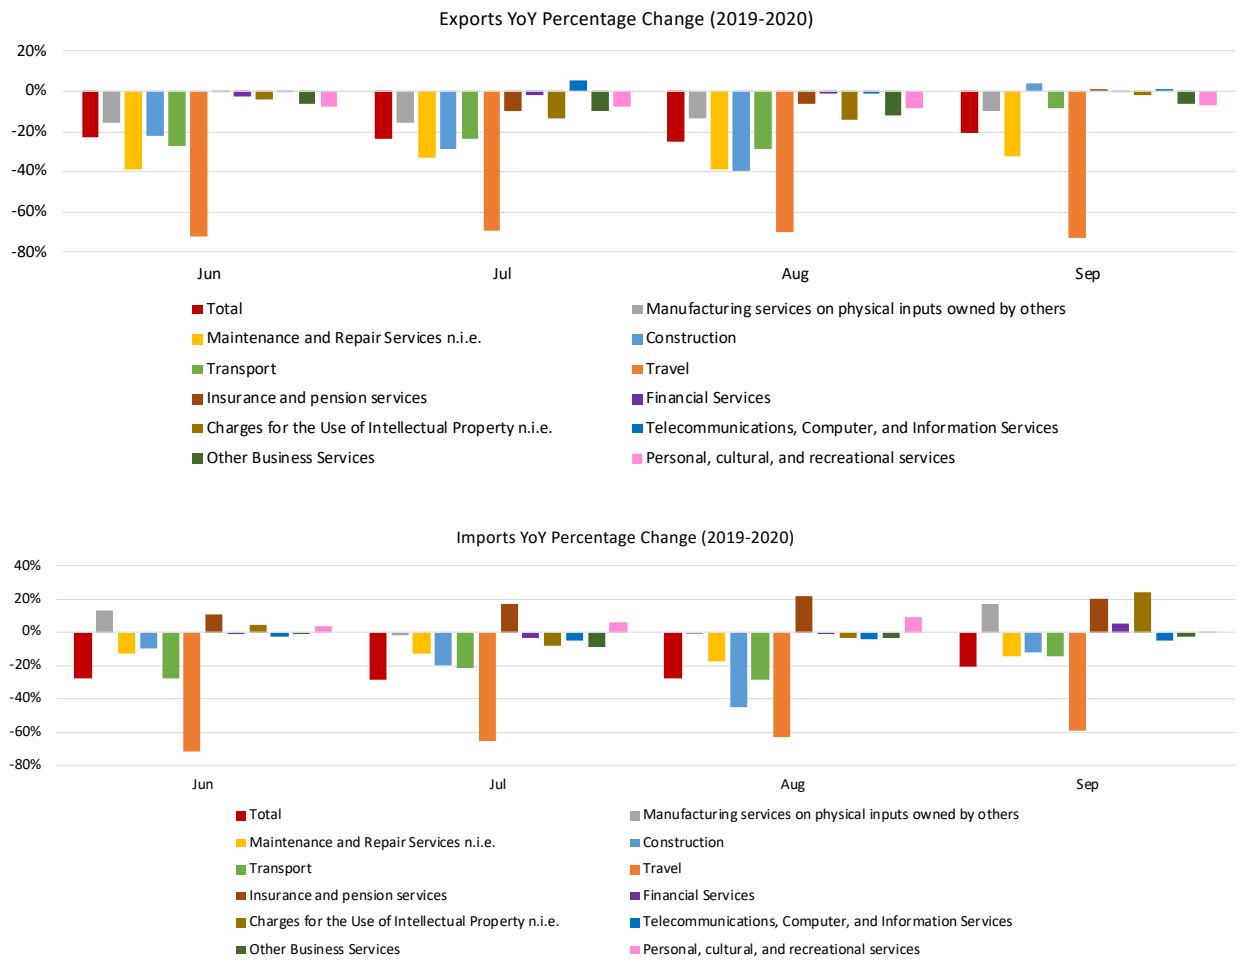 Exports YoY Percentage Change (2019-2020)
20%
0%
-20%
-40%
-60%
-80%
Jun Jul Aug Sep
Total Manufacturing services on physical inputs owned by others
Maintenance and Repair Services n.i.e. Construction
Transport Travel
Insurance and pension services Financial Services
Charges for the Use of Intellectual Property n.i.e. Telecommunications, Computer, and Information Services
Other Business Services Personal, cultural, and recreational services
Imports YoY Percentage Change (2019-2020)
40%
20%
0%
-20%
-40%
-60%
-80%
Jun Jul Aug Sep
Total Manufacturing services on physical inputs owned by others
Maintenance and Repair Services n.i.e. Construction
Transport Travel
Insurance and pension services Financial Services
Charges for the Use of Intellectual Property n.i.e. Telecommunications, Computer, and Information Services
Other Business Services Personal, cultural, and recreational services